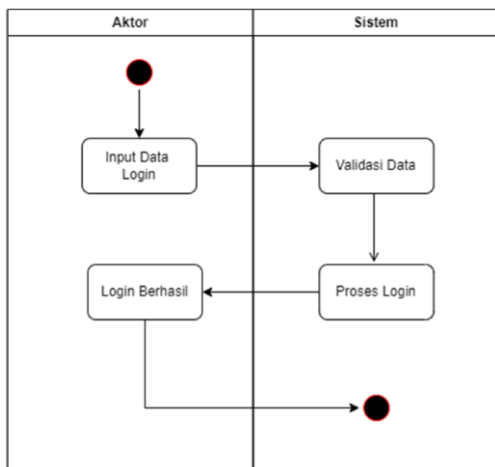 Aktor
Sistem
Input Data
Login
Validasi Data
Login Berhasil
Proses Login